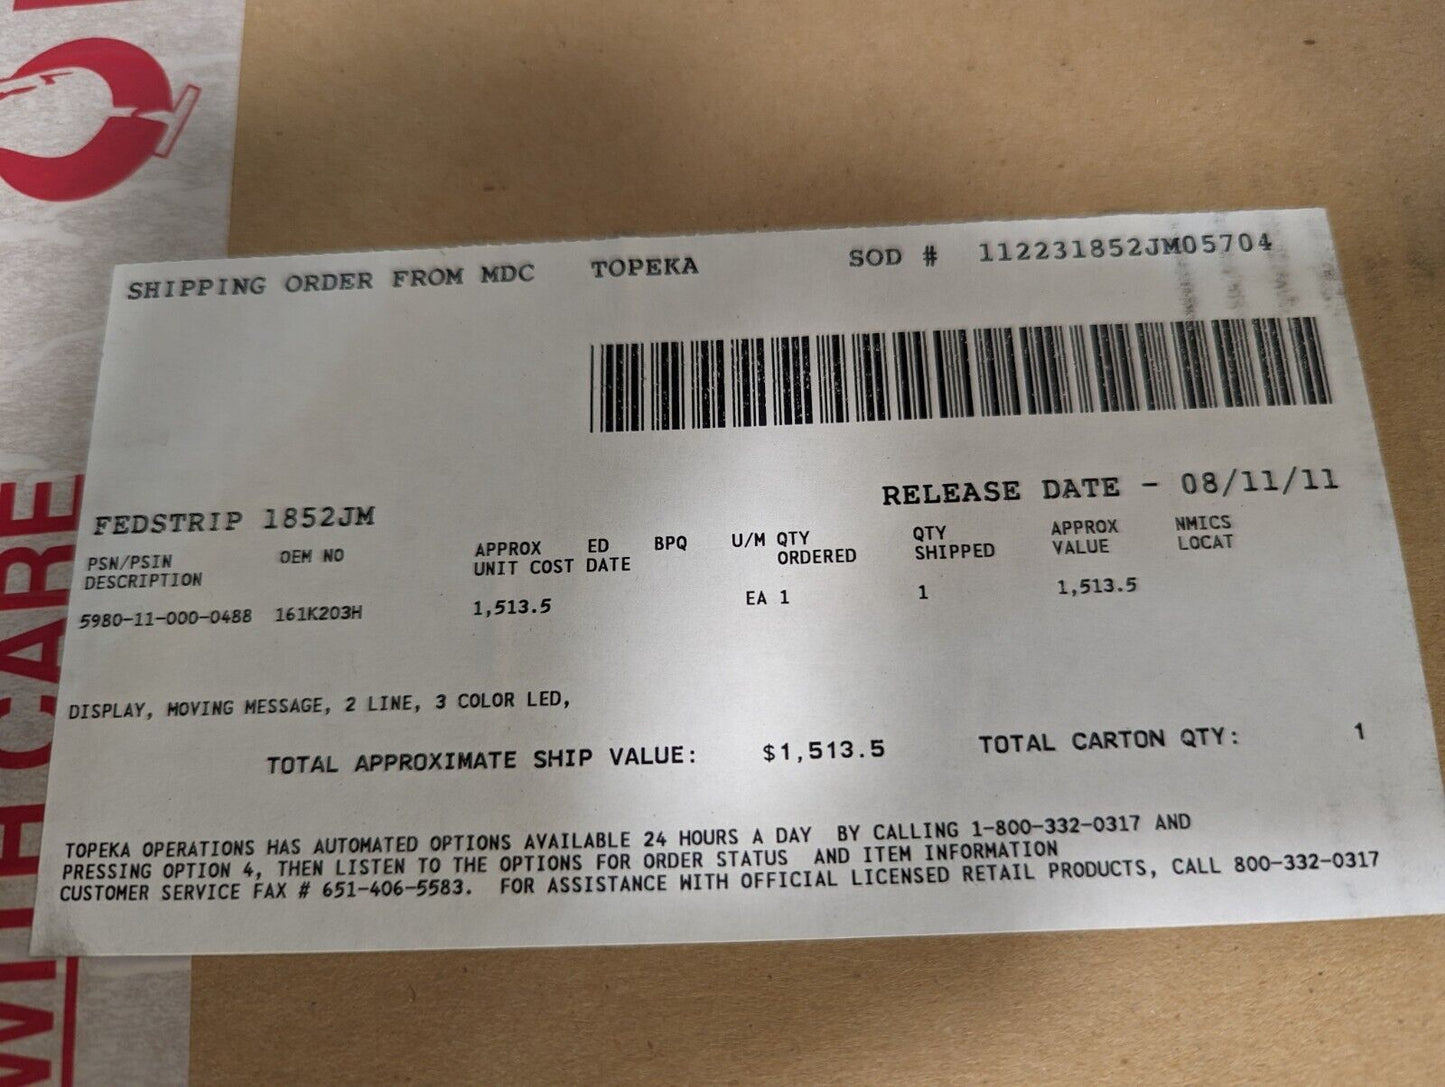 SHIPPING ORDER FROM MDC TOPEKA SOD # 112231852JM05704
RELEASE DATE - 08/11/11
FEDSTRIP 1852JM
PSN/PSIN OEM NO APPROX ED BPQ U/M QTY QTY APPROX NMICS
DESCRIPTION UNIT COST DATE ORDERED SHIPPED VALUE LOCAT
5980-11-000-0488 161K203H 1,513.5 EA 1 1 1,513.5
DISPLAY, MOVING MESSAGE, 2 LINE, 3 COLOR LED,
TOTAL APPROXIMATE SHIP VALUE: $1,513.5 TOTAL CARTON QTY: 1
TOPEKA OPERATIONS HAS AUTOMATED OPTIONS AVAILABLE 24 HOURS A DAY BY CALLING 1-800-332-0317 AND
PRESSING OPTION 4, THEN LISTEN TO THE OPTIONS FOR ORDER STATUS AND ITEM INFORMATION
CUSTOMER SERVICE FAX # 651-406-5583. FOR ASSISTANCE WITH OFFICIAL LICENSED RETAIL PRODUCTS, CALL 800-332-0317
WITH CARE